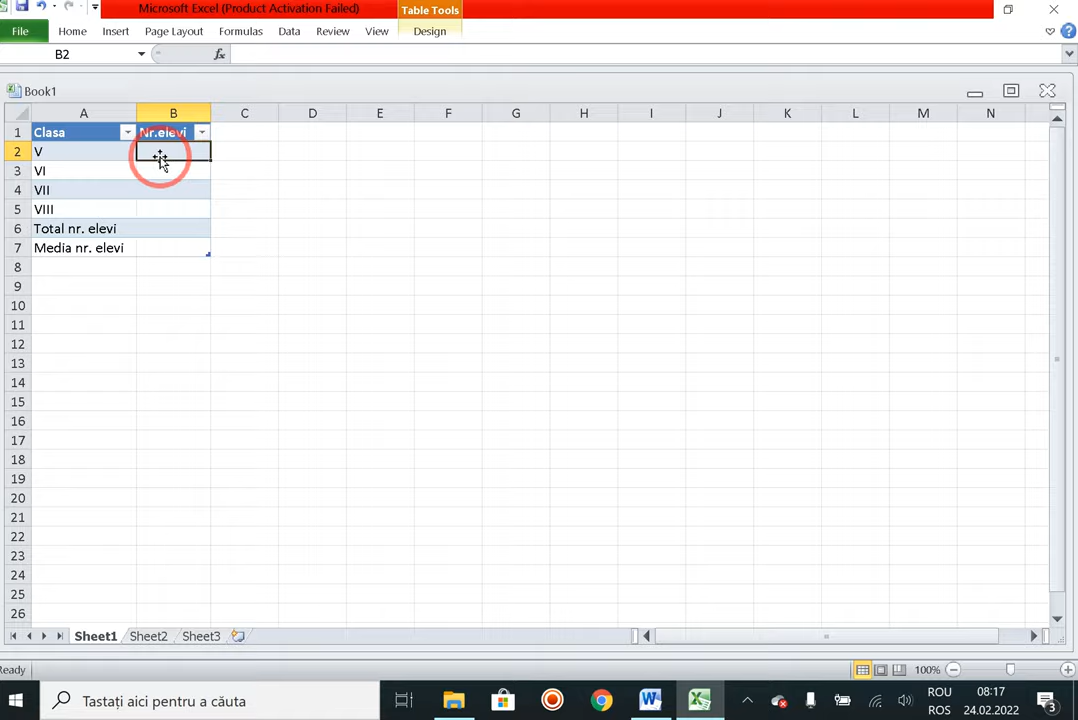 Microsoft Excel (Product Activation Failed)
Table Tools
File Home Insert Page Layout Formulas Data Review View Design
B2 fx
Book1
A B C D E F G H I J K L M N
1 Clasa Nr.elevi
2 V
3 VI
4 VII
5 VIII
6 Total nr. elevi
7 Media nr. elevi
8
9
10
11
12
13
14
15
16
17
18
19
20
21
22
23
24
25
26
Sheet1 Sheet2 Sheet3
Ready 100%
Tastați aici pentru a căuta
ROU 08:17
ROS 24.02.2022
3